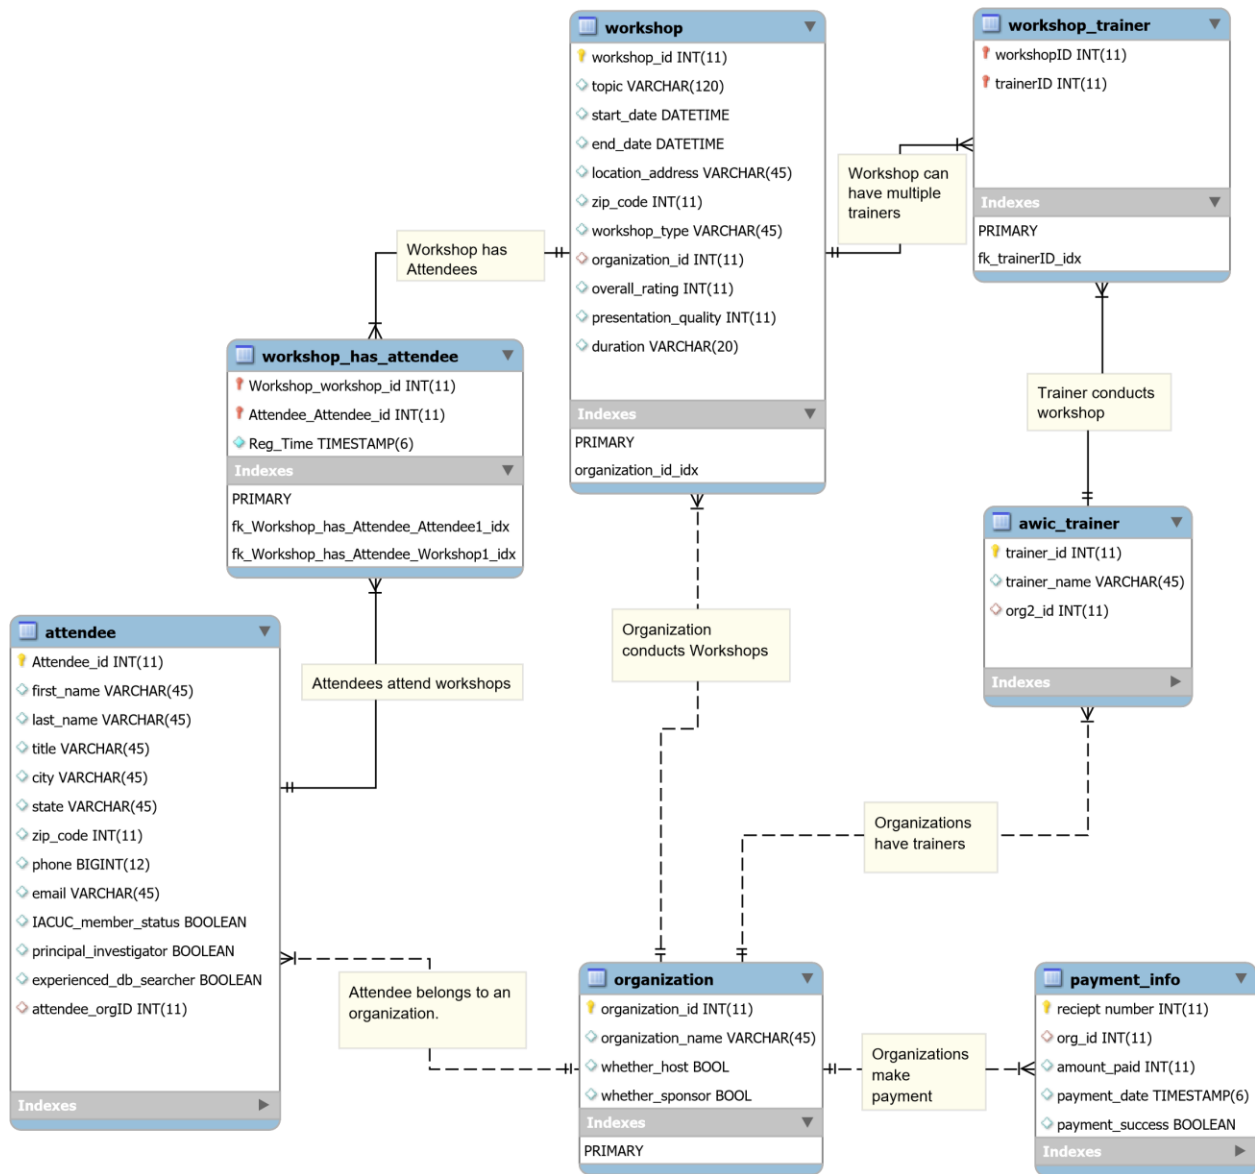 workshop
workshop_id INT(11)
topic VARCHAR(120)
start_date DATETIME
end_date DATETIME
location_address VARCHAR(45)
zip_code INT(11)
workshop_type VARCHAR(45)
organization_id INT(11)
overall_rating INT(11)
presentation_quality INT(11)
duration VARCHAR(20)
Indexes
PRIMARY
organization_id_idx
workshop_trainer
workshopID INT(11)
trainerID INT(11)
Indexes
PRIMARY
fk_trainerID_idx
Workshop can
have multiple
trainers
Workshop has
Attendees
workshop_has_attendee
Workshop_workshop_id INT(11)
Attendee_Attendee_id INT(11)
Reg_Time TIMESTAMP(6)
Indexes
PRIMARY
fk_Workshop_has_Attendee_Attendee1_idx
fk_Workshop_has_Attendee_Workshop1_idx
Trainer conducts
workshop
awic_trainer
trainer_id INT(11)
trainer_name VARCHAR(45)
org2_id INT(11)
Indexes
attendee
Attendee_id INT(11)
first_name VARCHAR(45)
last_name VARCHAR(45)
title VARCHAR(45)
city VARCHAR(45)
state VARCHAR(45)
zip_code INT(11)
phone BIGINT(12)
email VARCHAR(45)
IACUC_member_status BOOLEAN
principal_investigator BOOLEAN
experienced_db_searcher BOOLEAN
attendee_orgID INT(11)
Indexes
Attendees attend workshops
Organization
conducts Workshops
Organizations
have trainers
Attendee belongs to an
organization.
organization
organization_id INT(11)
organization_name VARCHAR(45)
whether_host BOOL
whether_sponsor BOOL
Indexes
PRIMARY
Organizations
make
payment
payment_info
reciept number INT(11)
org_id INT(11)
amount_paid INT(11)
payment_date TIMESTAMP(6)
payment_success BOOLEAN
Indexes